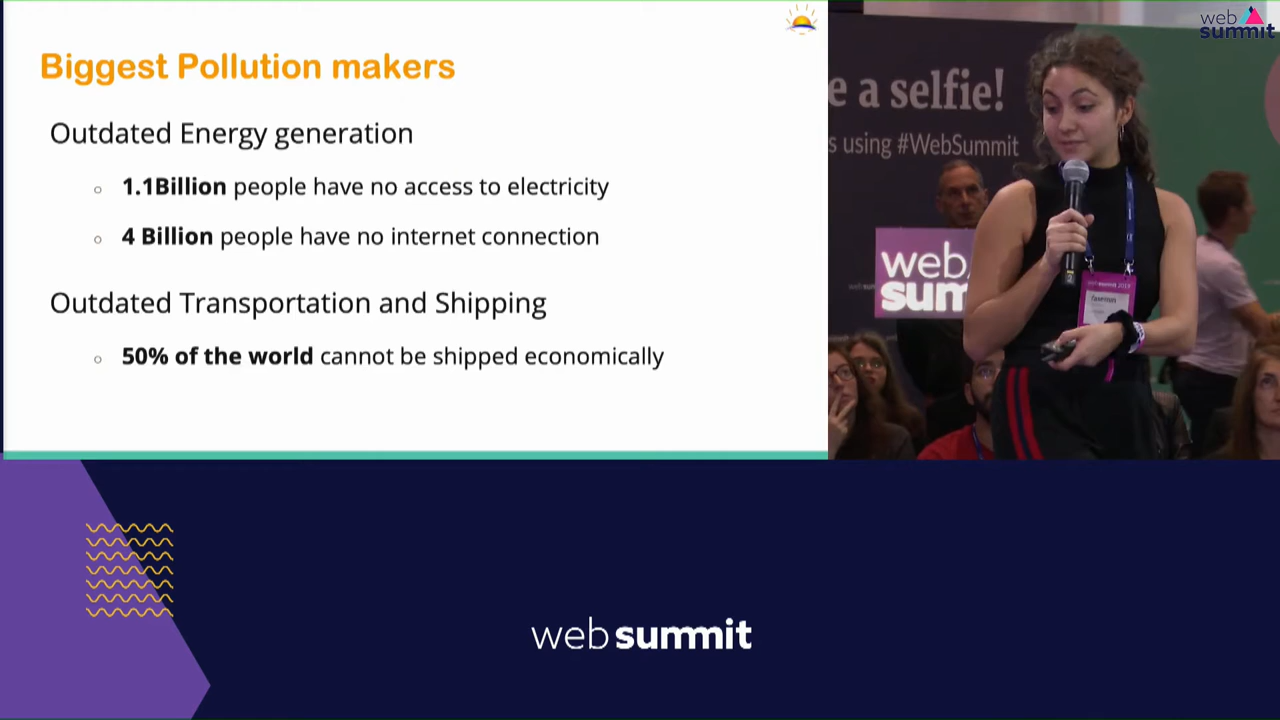 Biggest Pollution makers
Outdated Energy generation
1.1Billion people have no access to electricity
4 Billion people have no internet connection
Outdated Transportation and Shipping
50% of the world cannot be shipped economically
web
summit
e a selfie!
s using #WebSummit
web
sum
web summit